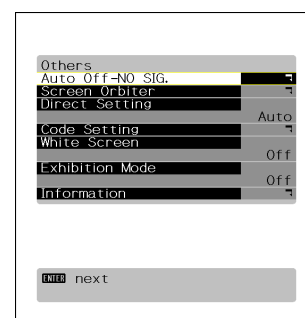 Others
Auto Off-NO SIG.
Screen Orbiter
Direct Setting
Auto
Code Setting
White Screen
Off
Exhibition Mode
Off
Information
ENTER next